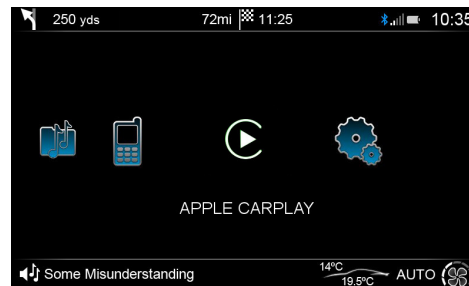 250 yds 72mi 11:25 10:35
APPLE CARPLAY
Some Misunderstanding 14°C AUTO
19.5°C